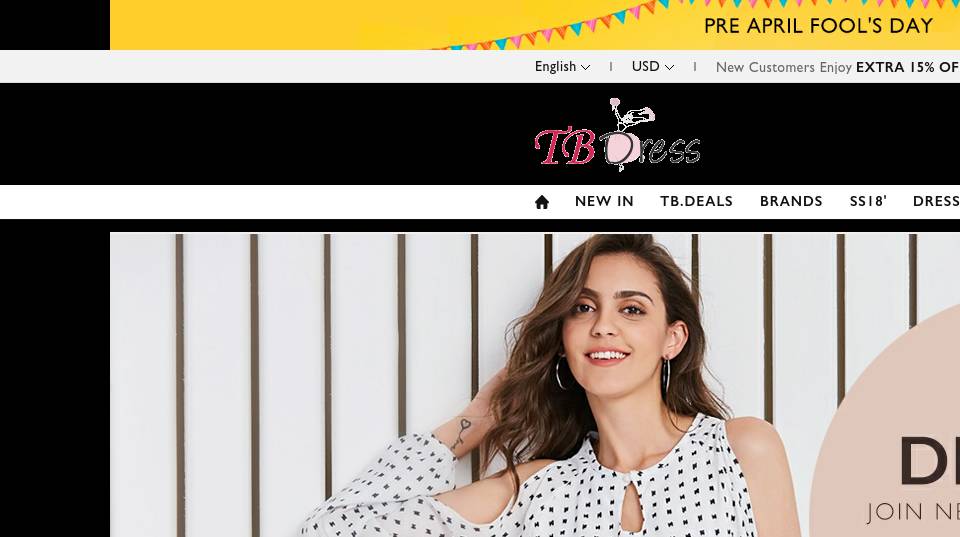 PRE APRIL FOOL'S DAY
English USD New Customers Enjoy EXTRA 15% OF
TBDress
NEW IN TB.DEALS BRANDS SS18' DRESS
JOIN NE